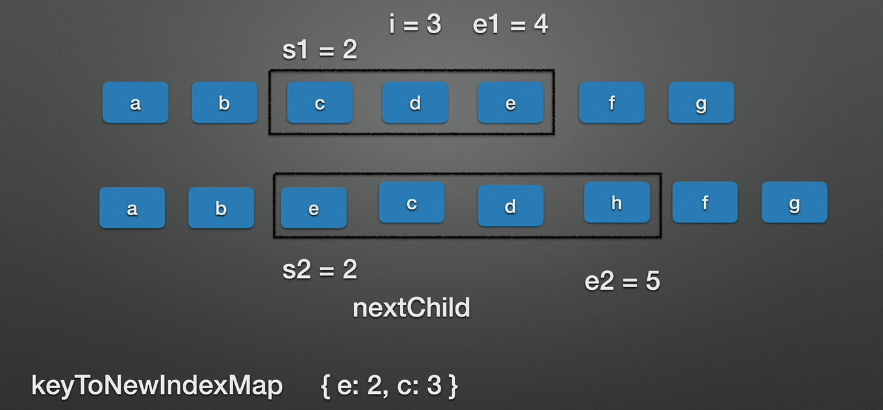 i = 3 e1 = 4
s1 = 2
a b c d e f g
a b e c d h f g
s2 = 2
e2 = 5
nextChild
keyToNewIndexMap { e: 2, c: 3 }